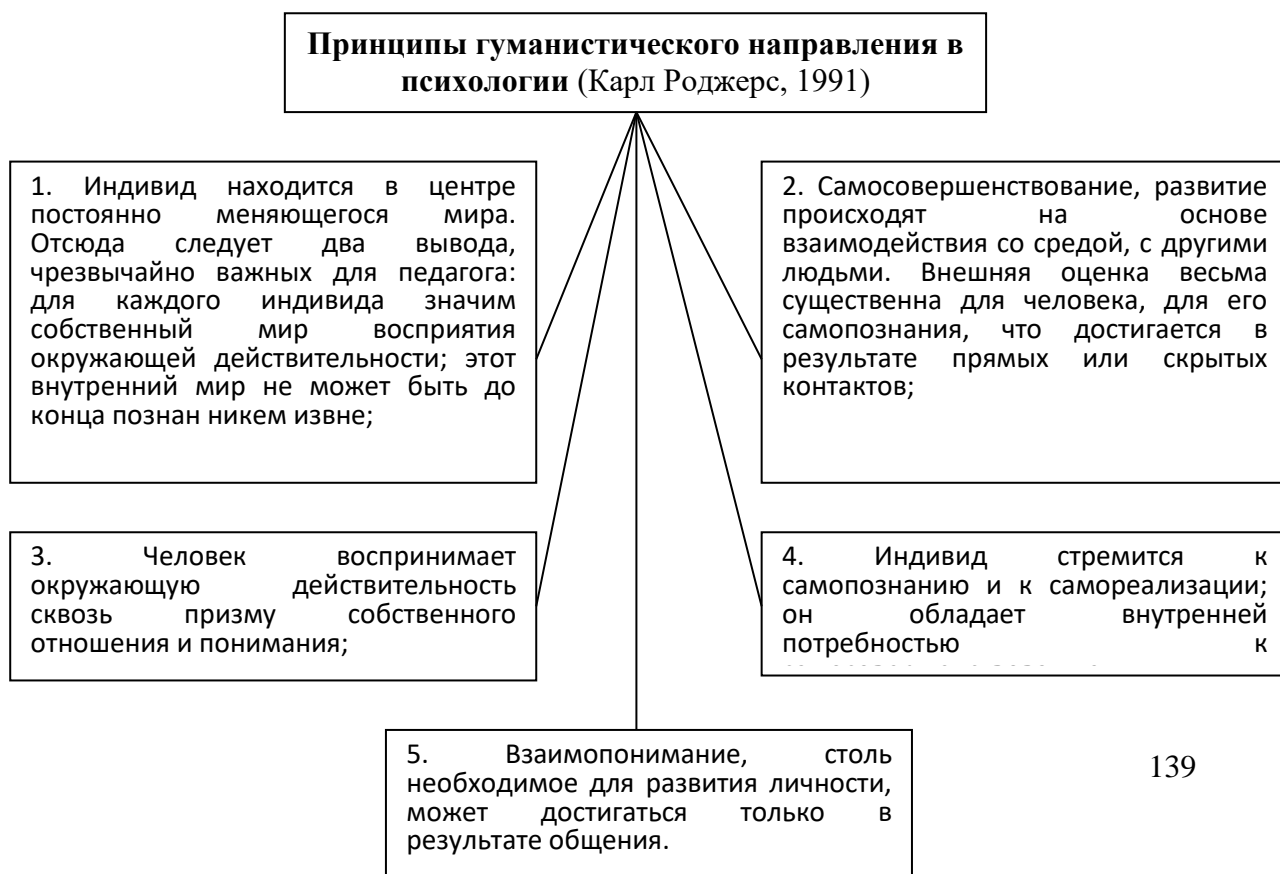 Принципы гуманистического направления в
психологии (Карл Роджерс, 1991)
1. Индивид находится в центре
постоянно меняющегося мира.
Отсюда следует два вывода,
чрезвычайно важных для педагога:
для каждого индивида значим
собственный мир восприятия
окружающей действительности; этот
внутренний мир не может быть до
конца познан никем извне;
2. Самосовершенствование, развитие
происходят на основе
взаимодействия со средой, с другими
людьми. Внешняя оценка весьма
существенна для человека, для его
самопознания, что достигается в
результате прямых или скрытых
контактов;
3. Человек воспринимает
окружающую действительность
сквозь призму собственного
отношения и понимания;
4. Индивид стремится к
самопознанию и к самореализации;
он обладает внутренней
потребностью к
5. Взаимопонимание, столь
необходимое для развития личности,
может достигаться только в
результате общения.
139